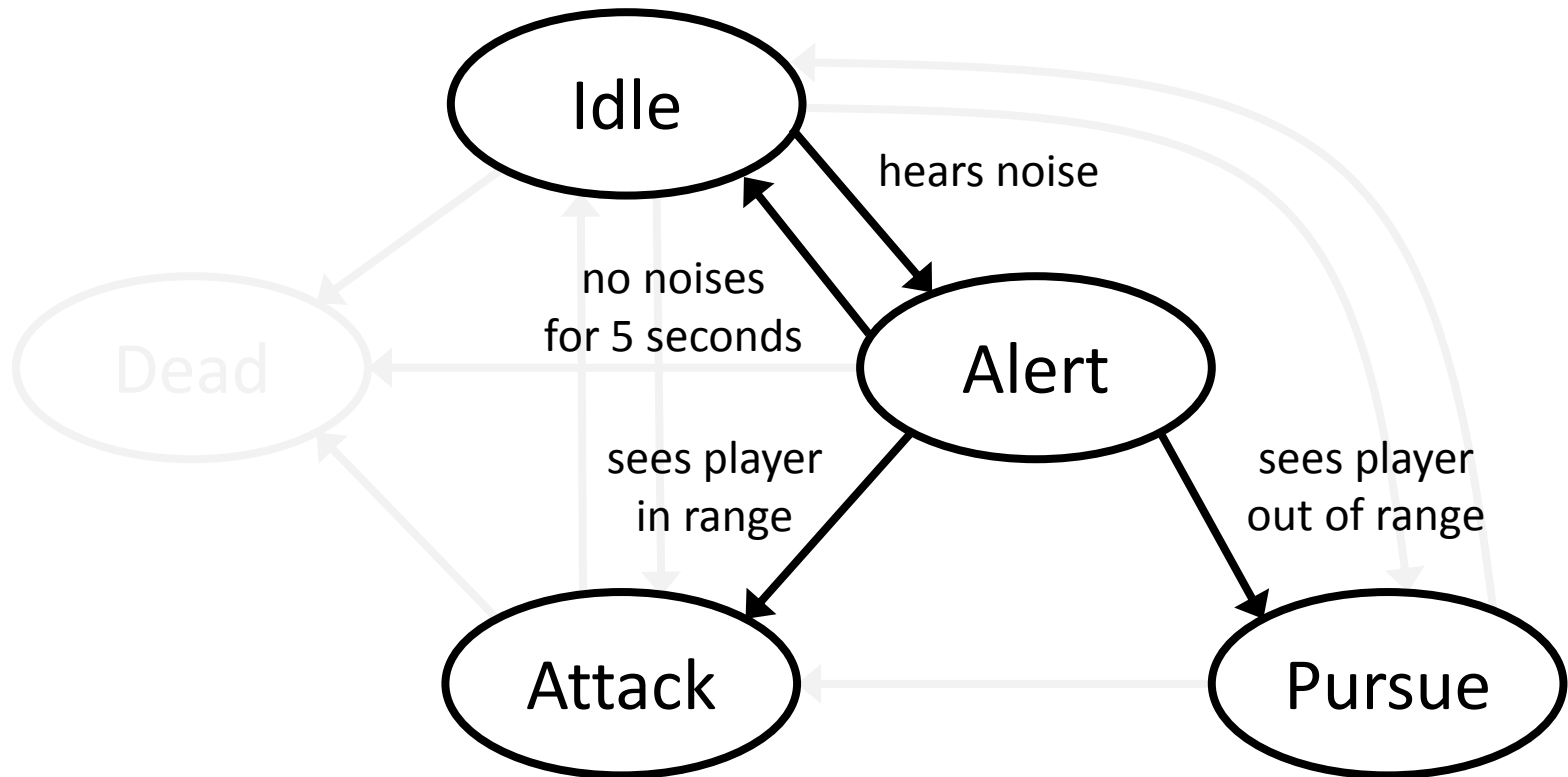 Idle
hears noise
no noises
for 5 seconds
Dead
Alert
sees player
in range
sees player
out of range
Attack
Pursue